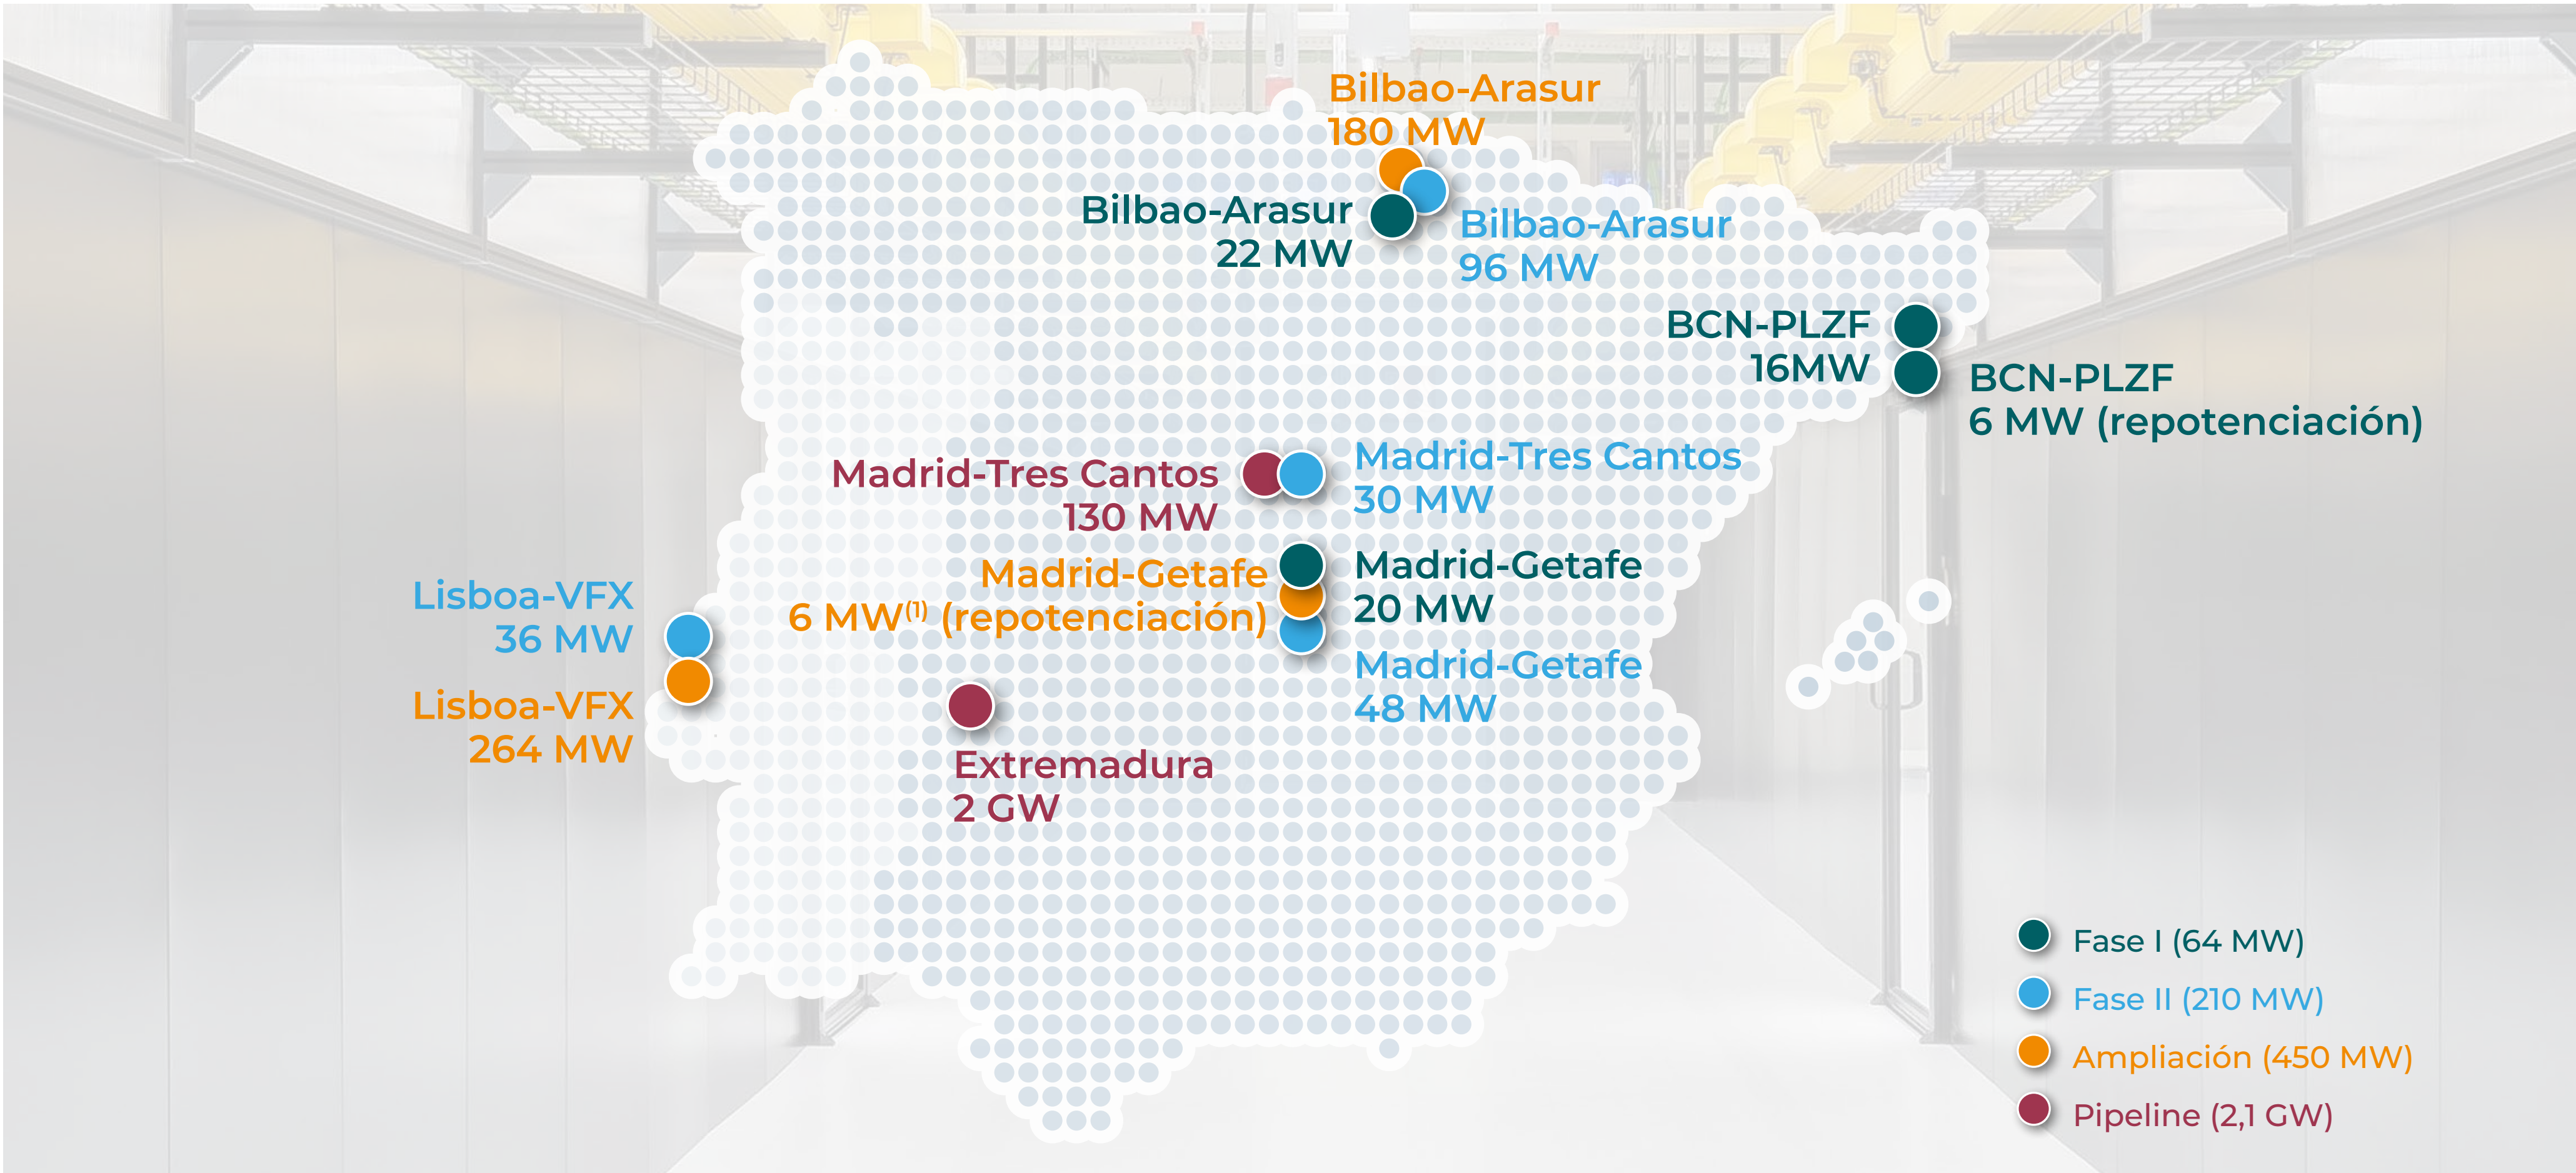 Bilbao-Arasur
180 MW
Bilbao-Arasur
22 MW
Bilbao-Arasur
96 MW
BCN-PLZF
16MW
BCN-PLZF
6 MW (repotenciación)
Madrid-Tres Cantos
130 MW
Madrid-Tres Cantos
30 MW
Madrid-Getafe
6 MW(1) (repotenciación)
Madrid-Getafe
20 MW
Madrid-Getafe
48 MW
Lisboa-VFX
36 MW
Lisboa-VFX
264 MW
Extremadura
2 GW
Fase I (64 MW)
Fase II (210 MW)
Ampliación (450 MW)
Pipeline (2,1 GW)